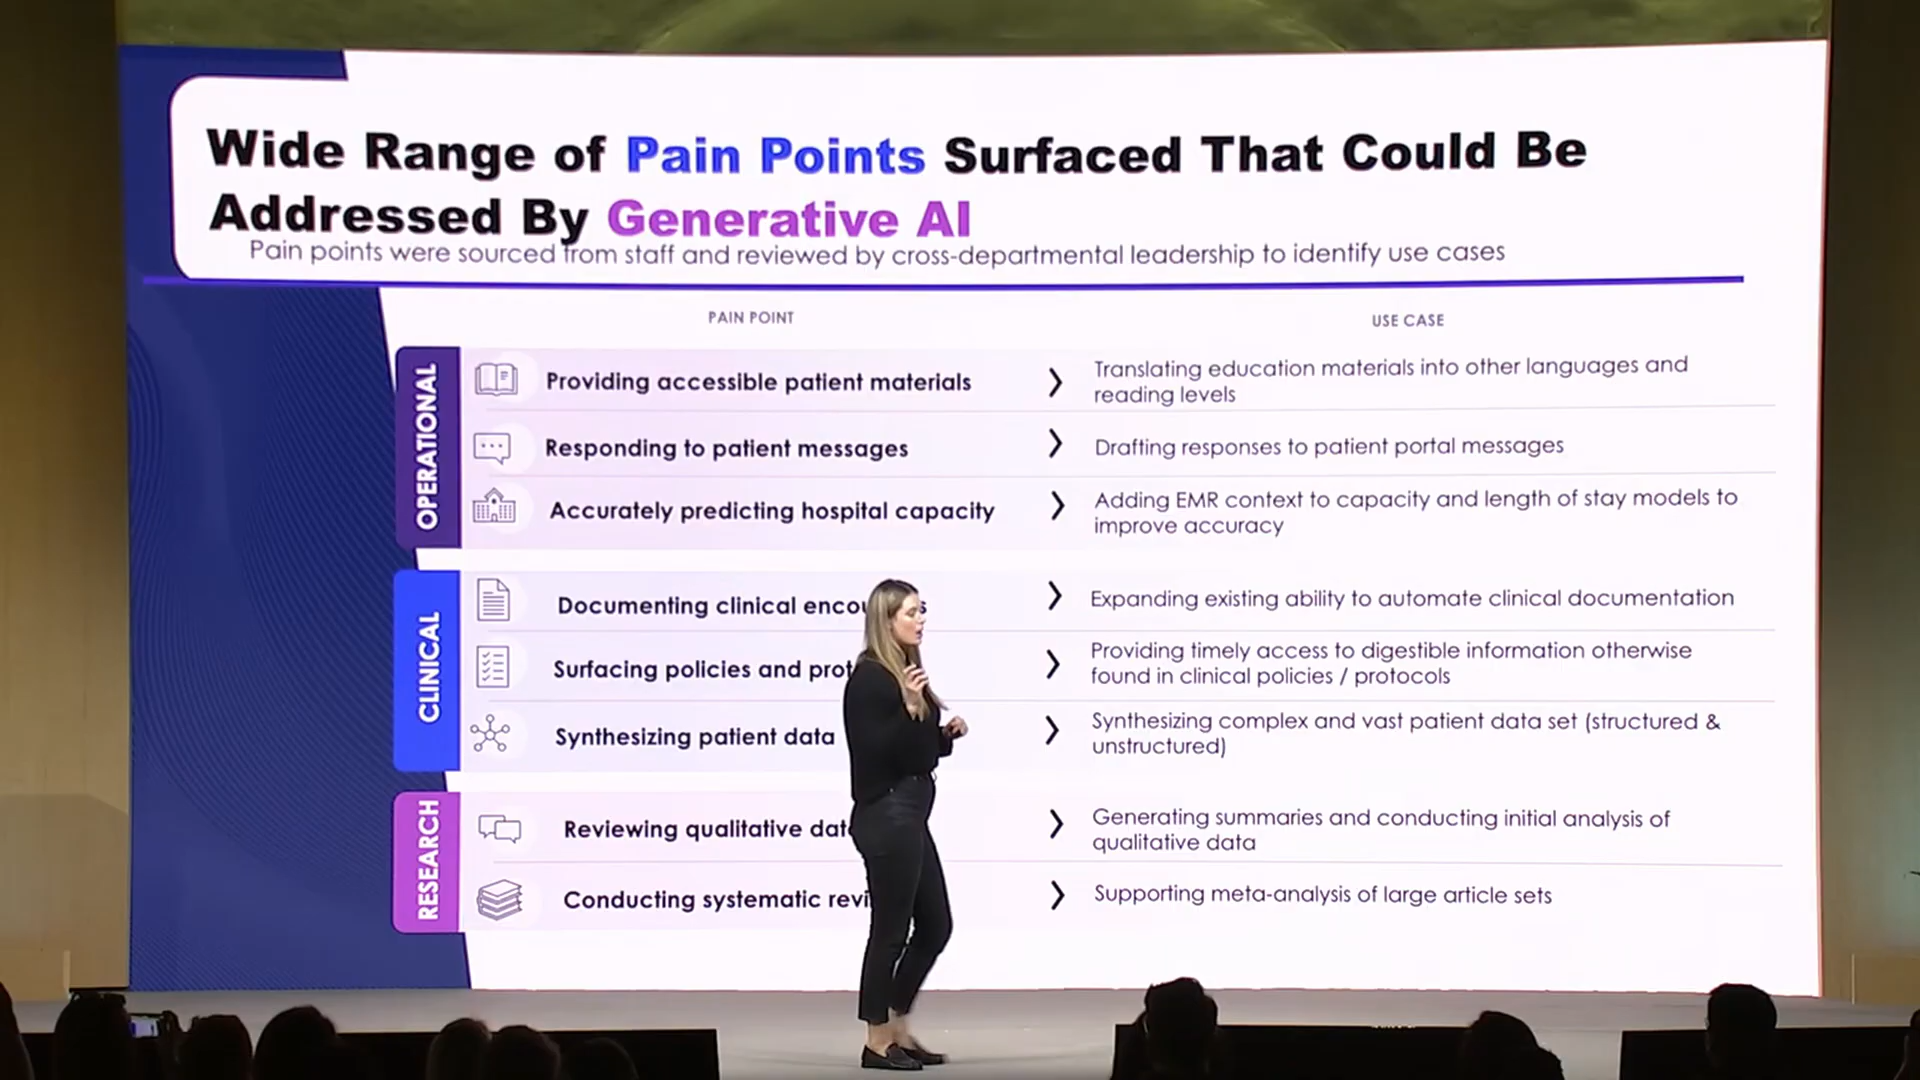 Wide Range of Pain Points Surfaced That Could Be
Addressed By Generative AI
Pain points were sourced from staff and reviewed by cross-departmental leadership to identify use cases
PAIN POINT
USE CASE
OPERATIONAL
Providing accessible patient materials
Translating education materials into other languages and
reading levels
Responding to patient messages
Drafting responses to patient portal messages
Accurately predicting hospital capacity
Adding EMR context to capacity and length of stay models to
improve accuracy
CLINICAL
Documenting clinical
Expanding existing ability to automate clinical documentation
Surfacing policies and
Providing timely access to digestible information otherwise
found in clinical policies / protocols
Synthesizing patient data
Synthesizing complex and vast patient data set (structured &
unstructured)
RESEARCH
Reviewing qualitative
Generating summaries and conducting initial analysis of
qualitative data
Conducting systematic
Supporting meta-analysis of large article sets